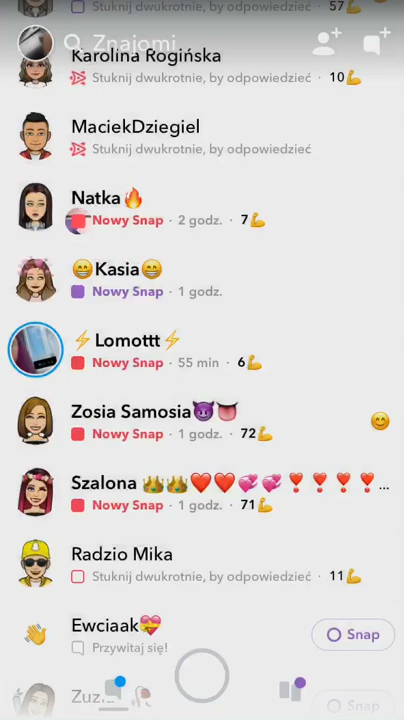 57💪
Znajomi
Karolina Rogińska
Stuknij dwukrotnie, by odpowiedzieć · 10💪
MaciekDziegiel
Stuknij dwukrotnie, by odpowiedzieć
Natka🔥
Nowy Snap · 2 godz. · 7💪
😁Kasia😁
Nowy Snap · 1 godz.
⚡Lomottt⚡
Nowy Snap · 55 min · 6💪
Zosia Samosia😈👅
Nowy Snap · 1 godz. · 72💪
😊
Szalona 👑👑❤️❤️💞💞❣️❣️❣️❣️...
Nowy Snap · 1 godz. · 71💪
Radzio Mika
Stuknij dwukrotnie, by odpowiedzieć · 11💪
Ewciaak💝
Przywitaj się!
Snap
Snap